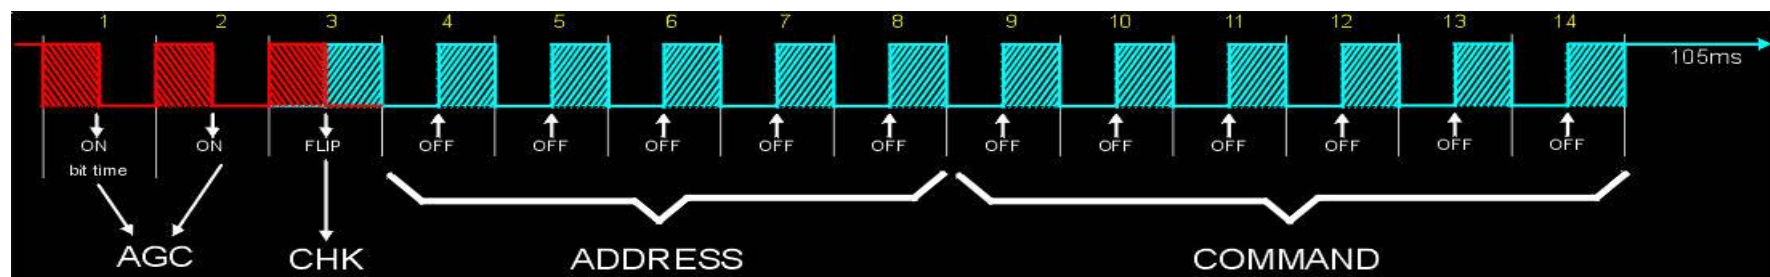 1 2 3 4 5 6 7 8 9 10 11 12 13 14
105ms
ON ON FLIP OFF OFF OFF OFF OFF OFF OFF OFF OFF OFF OFF
bit time
AGC CHK ADDRESS COMMAND